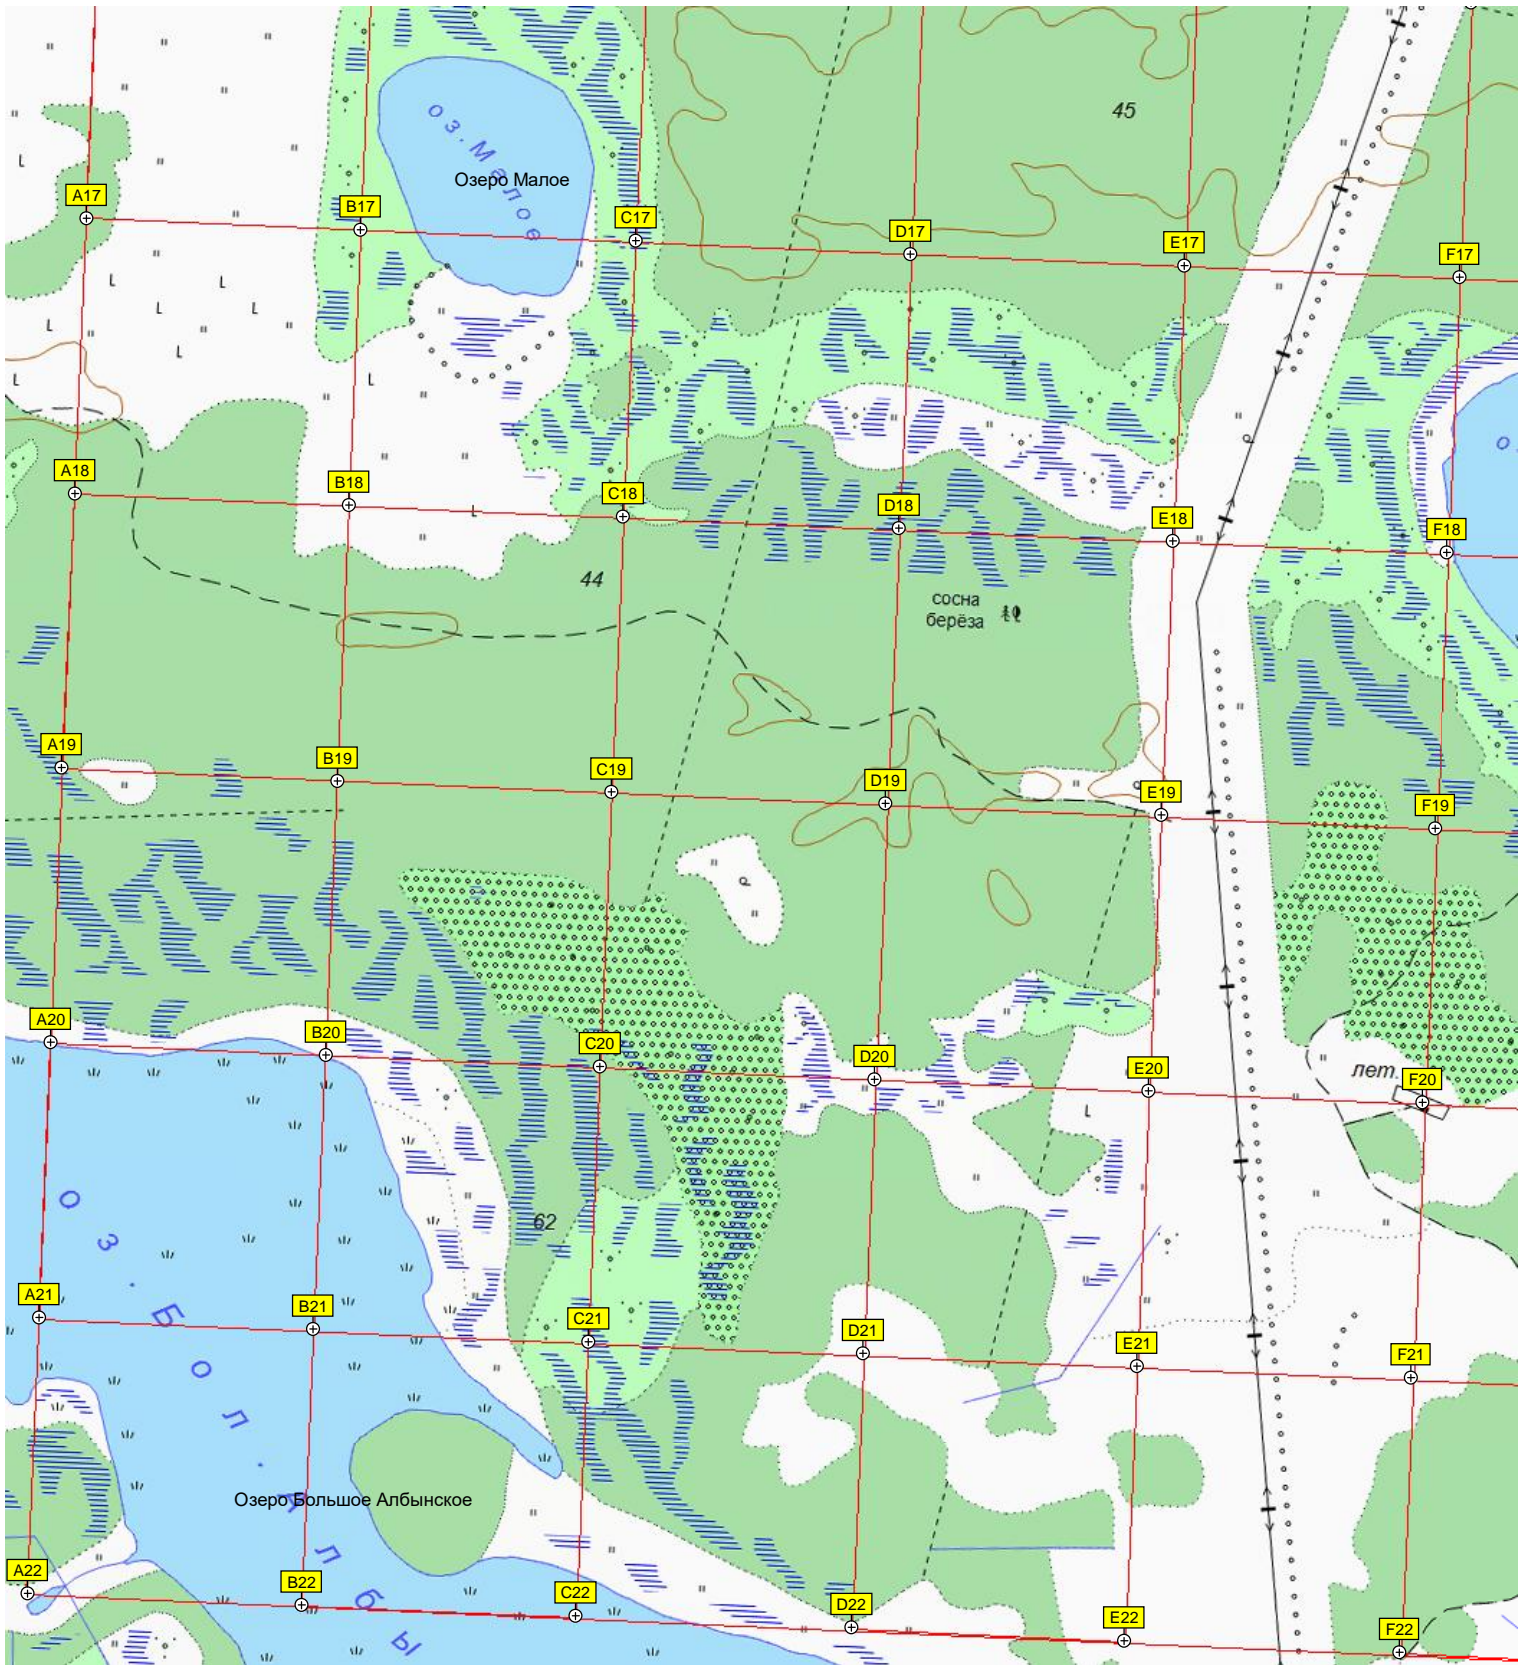 45
оз. Малое
Озеро Малое
A17
B17
C17
D17
E17
F17
A18
B18
C18
D18
E18
F18
о
44
сосна
берёза
A19
B19
C19
D19
E19
F19
A20
B20
C20
D20
E20
лет.
F20
62
оз. Бол. Албы
A21
B21
C21
D21
E21
F21
Озеро Большое Албынское
A22
B22
C22
D22
E22
F22